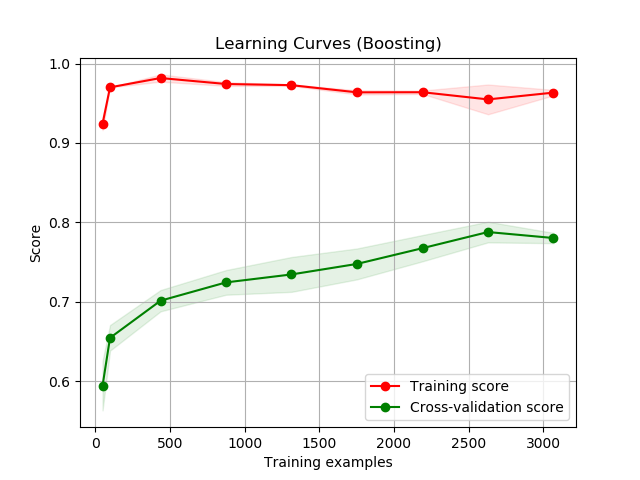 Learning Curves (Boosting)
1.0
0.9
0.8
0.7
0.6
Score
0
500
1000
1500
2000
2500
3000
Training examples
Training score
Cross-validation score